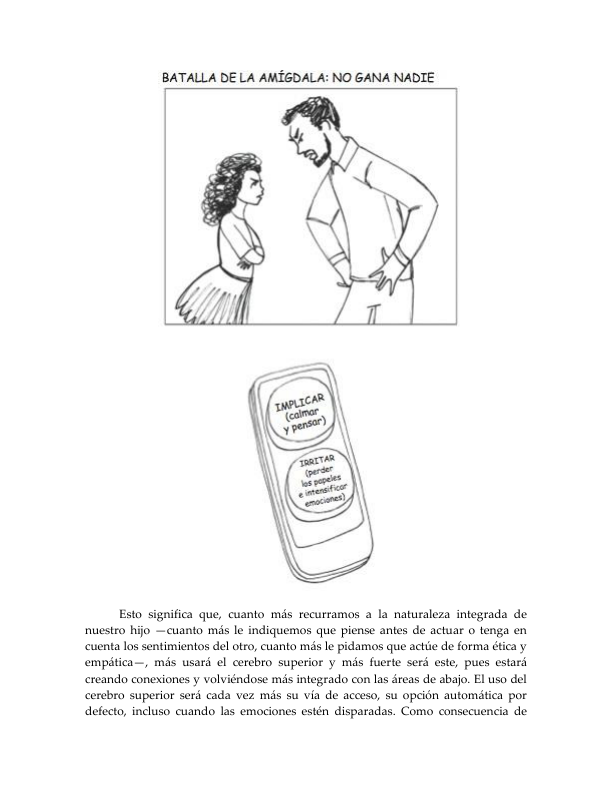 BATALLA DE LA AMÍGDALA: NO GANA NADIE
IMPLICAR
(calmar
y pensar)
IRRITAR
(perder
los papeles
e intensificar
emociones)
Esto significa que, cuanto más recurramos a la naturaleza integrada de
nuestro hijo —cuanto más le indiquemos que piense antes de actuar o tenga en
cuenta los sentimientos del otro, cuanto más le pidamos que actúe de forma ética y
empática—, más usará el cerebro superior y más fuerte será este, pues estará
creando conexiones y volviéndose más integrado con las áreas de abajo. El uso del
cerebro superior será cada vez más su vía de acceso, su opción automática por
defecto, incluso cuando las emociones estén disparadas. Como consecuencia de